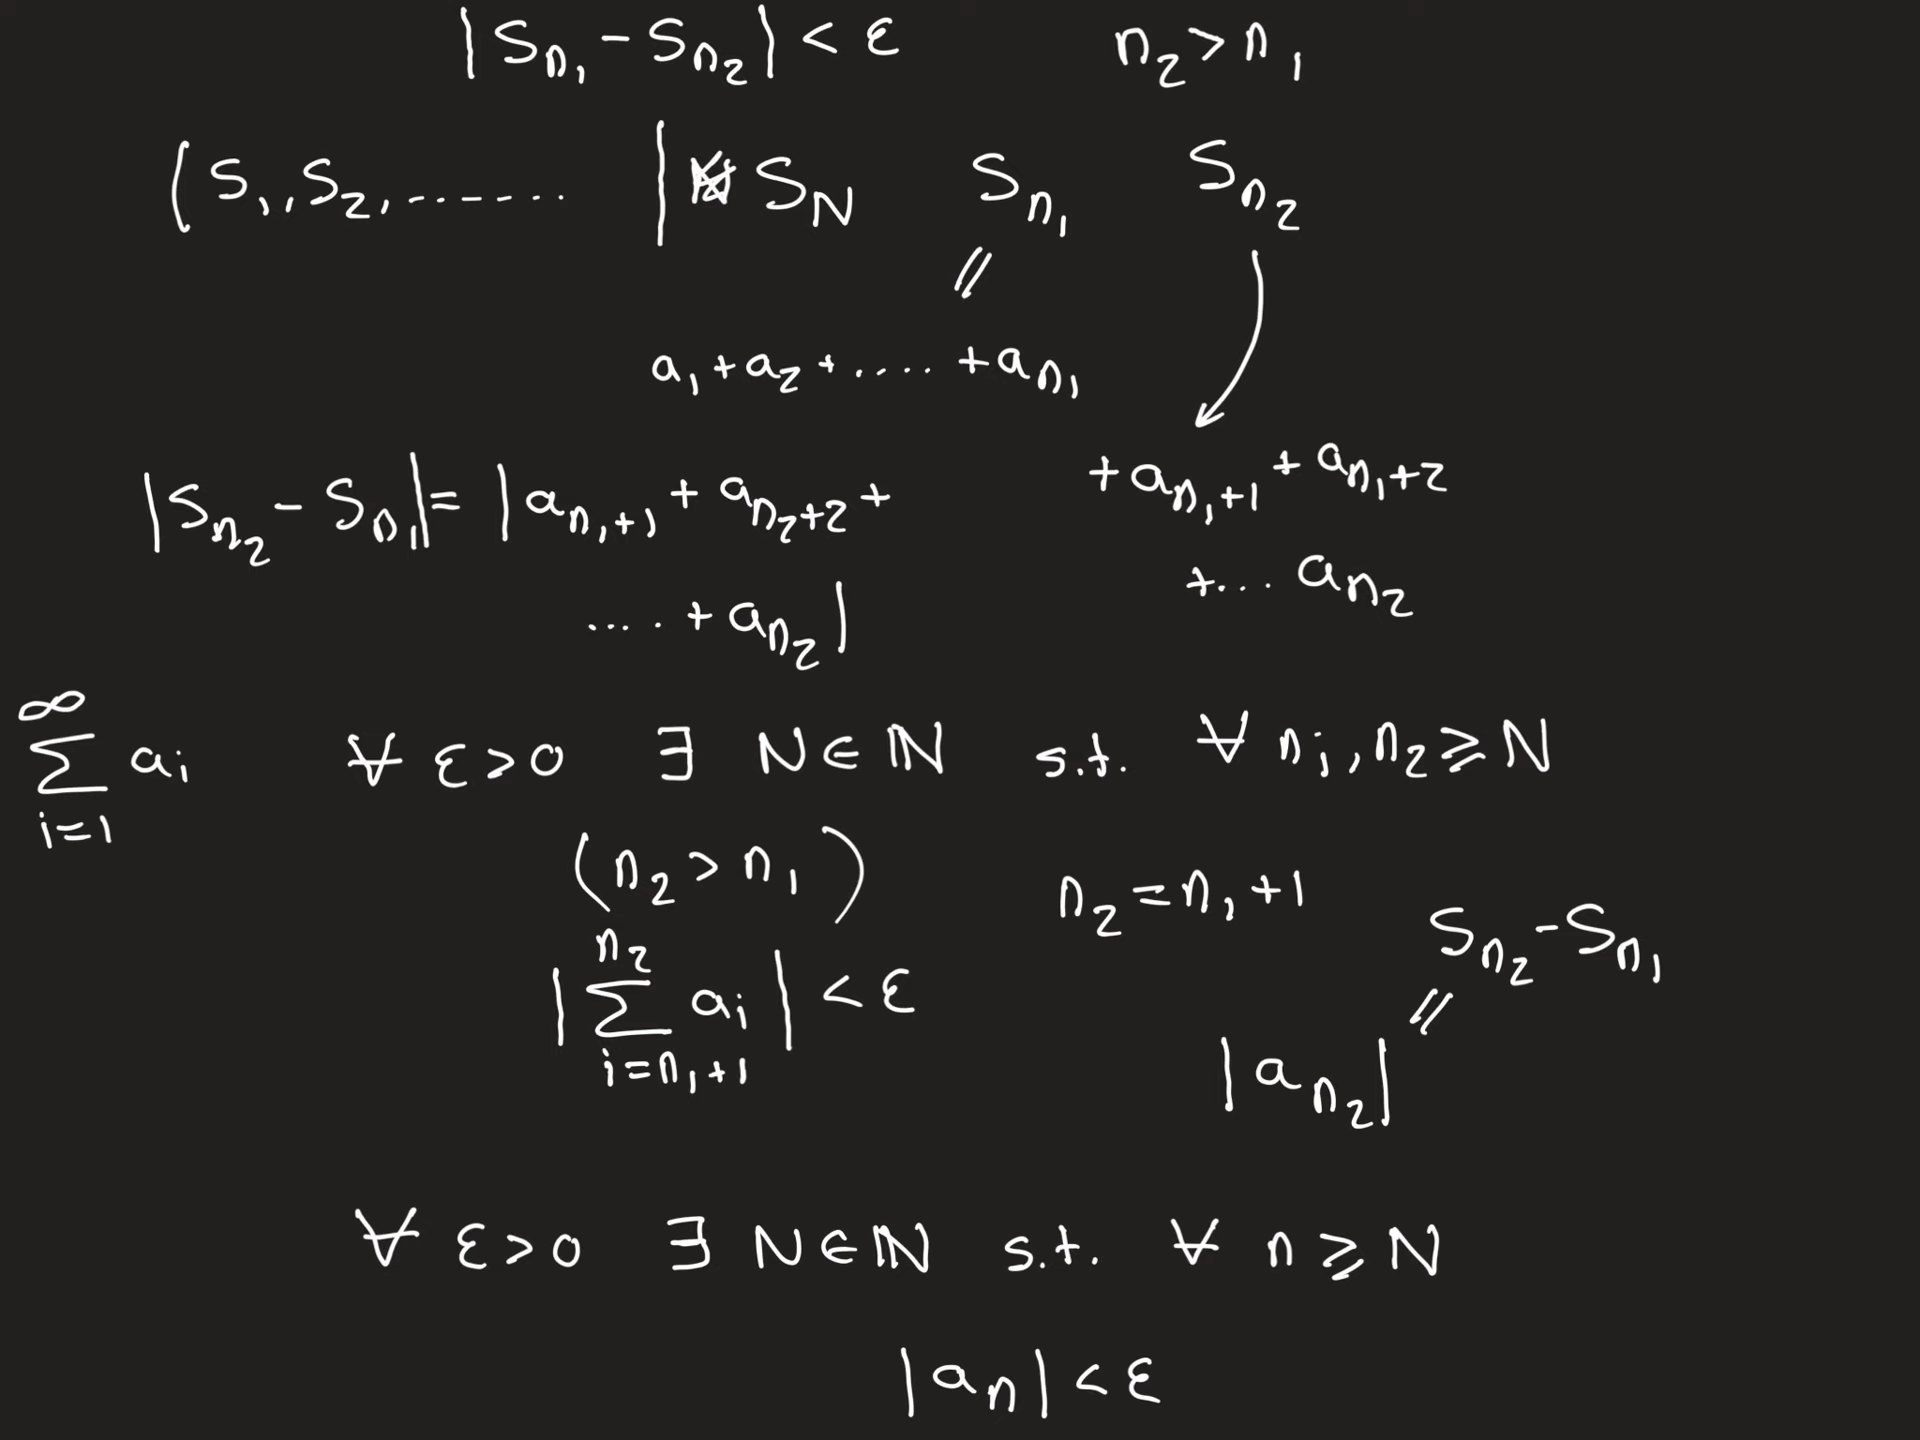 |S_{n_1} - S_{n_2}| < ε    n_2 > n_1
(S_1, S_2, ....... | S_N    S_{n_1}    S_{n_2}
//
a_1 + a_2 + .... + a_{n_1}
+ a_{n_1+1} + a_{n_1+2}
|S_{n_2} - S_{n_1}| = |a_{n_1+1} + a_{n_2+2} +
+... a_{n_2}
..... + a_{n_2}|
∑_{i=1}^{∞} a_i    ∀ ε > 0    ∃ N ∈ ℕ    s.t.    ∀ n_1, n_2 ≥ N
(n_2 > n_1)    n_2 = n_1 + 1
S_{n_2} - S_{n_1}
|∑_{i=n_1+1}^{n_2} a_i| < ε    //
|a_{n_2}|
∀ ε > 0    ∃ N ∈ ℕ    s.t.    ∀ n ≥ N
|a_n| < ε